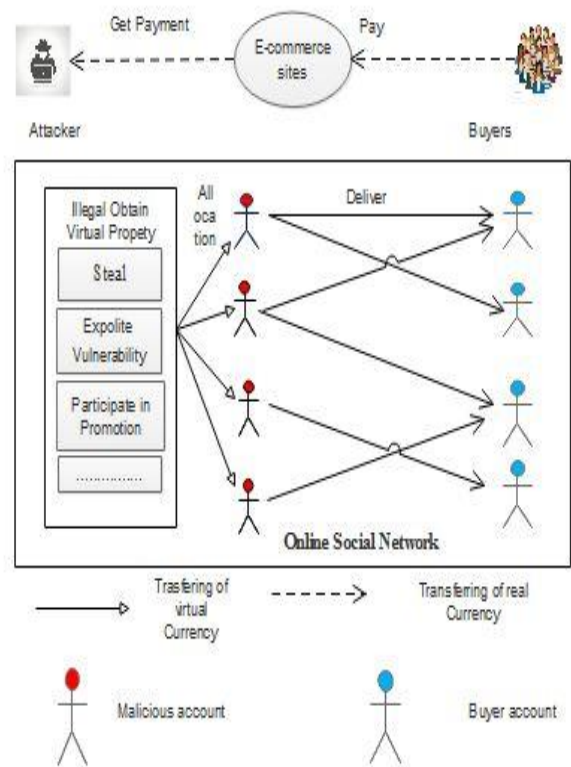 Get Payment
E-commerce
sites
Pay
Attacker
Buyers
Illegal Obtain
Virtual Propety
Steal
Expolite
Vulnerability
Participate in
Promotion
................
All
oca
tion
Deliver
Online Social Network
Trasfering of
virtual
Currency
Transferring of real
Currency
Malicious account
Buyer account